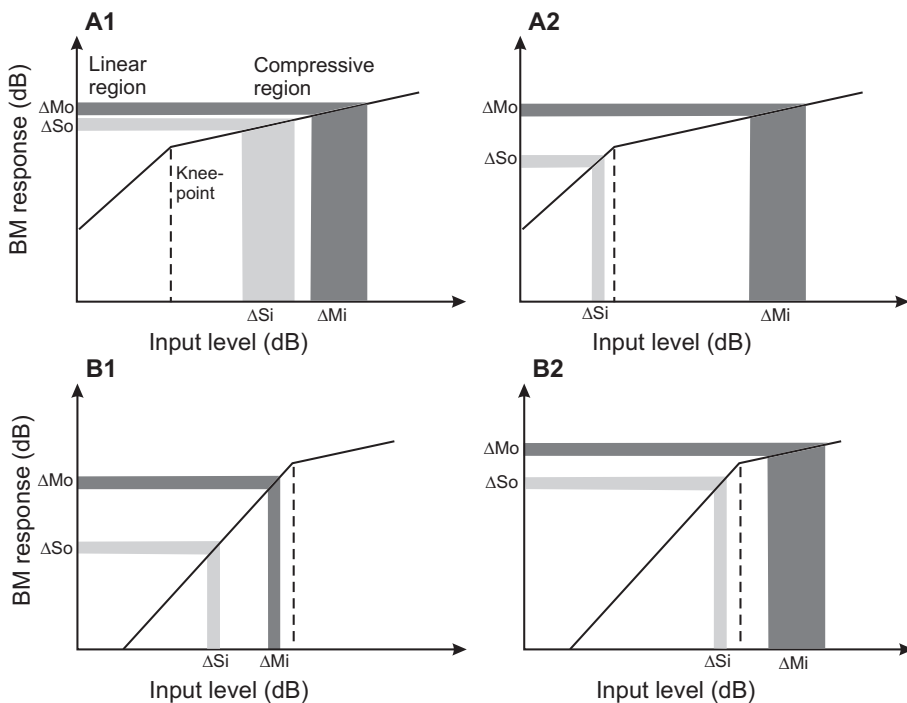 A1
BM response (dB)
Linear
region
Compressive
region
ΔMo
ΔSo
Knee-
point
ΔSi
ΔMi
Input level (dB)
A2
ΔMo
ΔSo
ΔSi
ΔMi
Input level (dB)
B1
BM response (dB)
ΔMo
ΔSo
ΔSi
ΔMi
Input level (dB)
B2
ΔMo
ΔSo
ΔSi
ΔMi
Input level (dB)